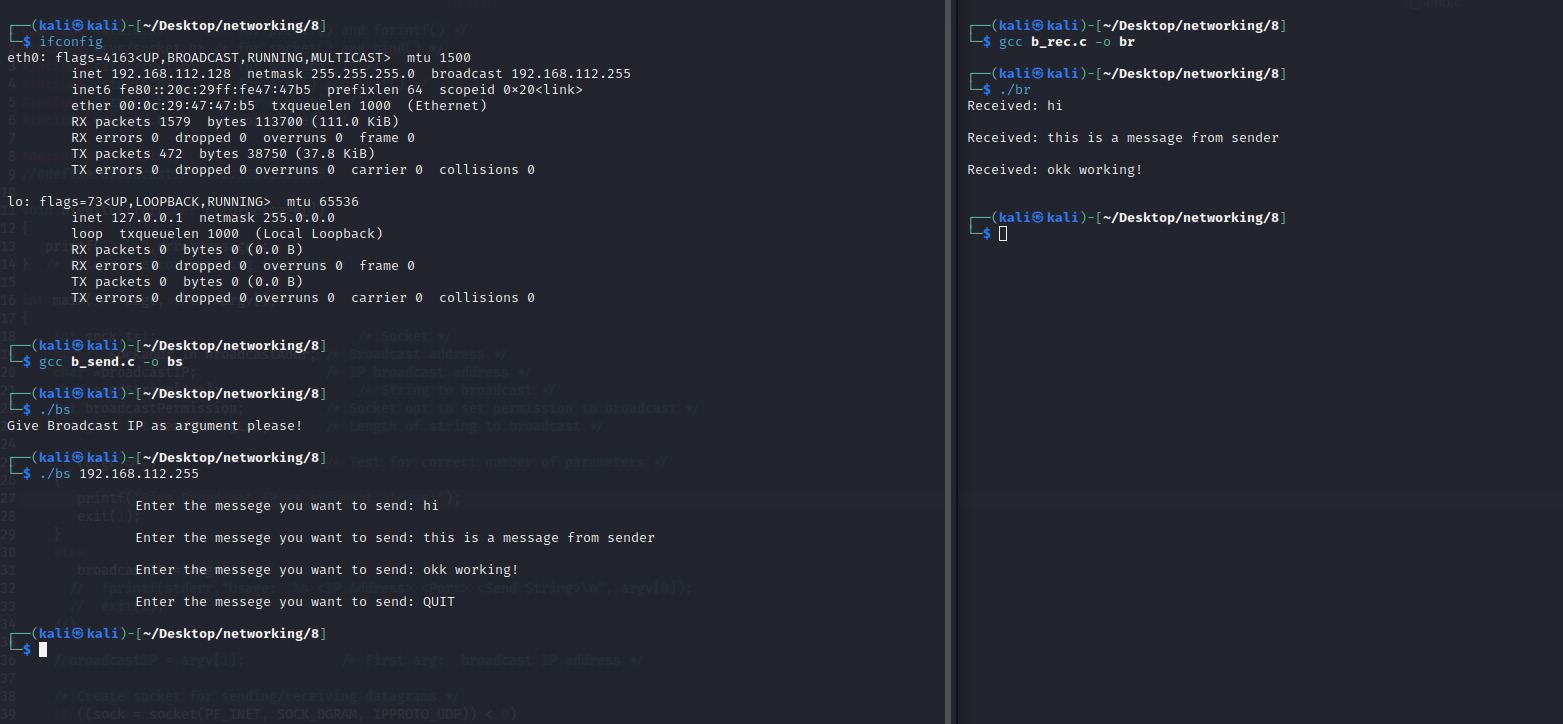 ┌──(kali㉿kali)-[~/Desktop/networking/8]
└─$ ifconfig
eth0: flags=4163<UP,BROADCAST,RUNNING,MULTICAST>  mtu 1500
        inet 192.168.112.128  netmask 255.255.255.0  broadcast 192.168.112.255
        inet6 fe80::20c:29ff:fe47:47b5  prefixlen 64  scopeid 0×20<link>
        ether 00:0c:29:47:47:b5  txqueuelen 1000  (Ethernet)
        RX packets 1579  bytes 113700 (111.0 KiB)
        RX errors 0  dropped 0  overruns 0  frame 0
        TX packets 472  bytes 38750 (37.8 KiB)
        TX errors 0  dropped 0 overruns 0  carrier 0  collisions 0
lo: flags=73<UP,LOOPBACK,RUNNING>  mtu 65536
        inet 127.0.0.1  netmask 255.0.0.0
        loop  txqueuelen 1000  (Local Loopback)
        RX packets 0  bytes 0 (0.0 B)
        RX errors 0  dropped 0  overruns 0  frame 0
        TX packets 0  bytes 0 (0.0 B)
        TX errors 0  dropped 0 overruns 0  carrier 0  collisions 0
┌──(kali㉿kali)-[~/Desktop/networking/8]
└─$ gcc b_send.c -o bs
┌──(kali㉿kali)-[~/Desktop/networking/8]
└─$ ./bs
Give Broadcast IP as argument please!
┌──(kali㉿kali)-[~/Desktop/networking/8]
└─$ ./bs 192.168.112.255
Enter the messege you want to send: hi
Enter the messege you want to send: this is a message from sender
Enter the messege you want to send: okk working!
Enter the messege you want to send: QUIT
┌──(kali㉿kali)-[~/Desktop/networking/8]
└─$
┌──(kali㉿kali)-[~/Desktop/networking/8]
└─$ gcc b_rec.c -o br
┌──(kali㉿kali)-[~/Desktop/networking/8]
└─$ ./br
Received: hi
Received: this is a message from sender
Received: okk working!
┌──(kali㉿kali)-[~/Desktop/networking/8]
└─$